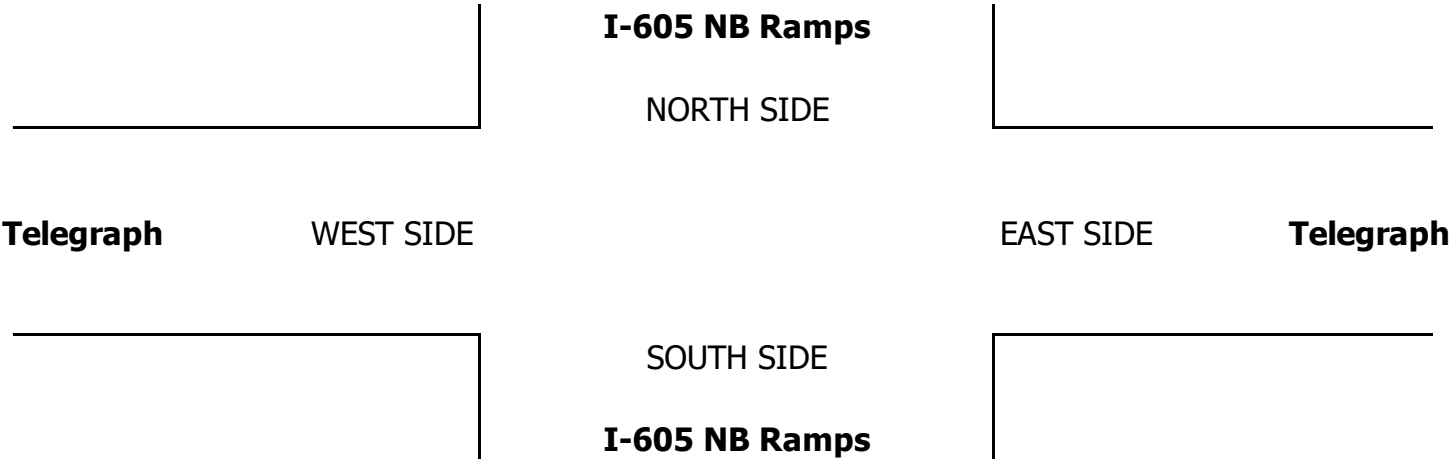 I-605 NB Ramps
NORTH SIDE
Telegraph WEST SIDE EAST SIDE Telegraph
SOUTH SIDE
I-605 NB Ramps